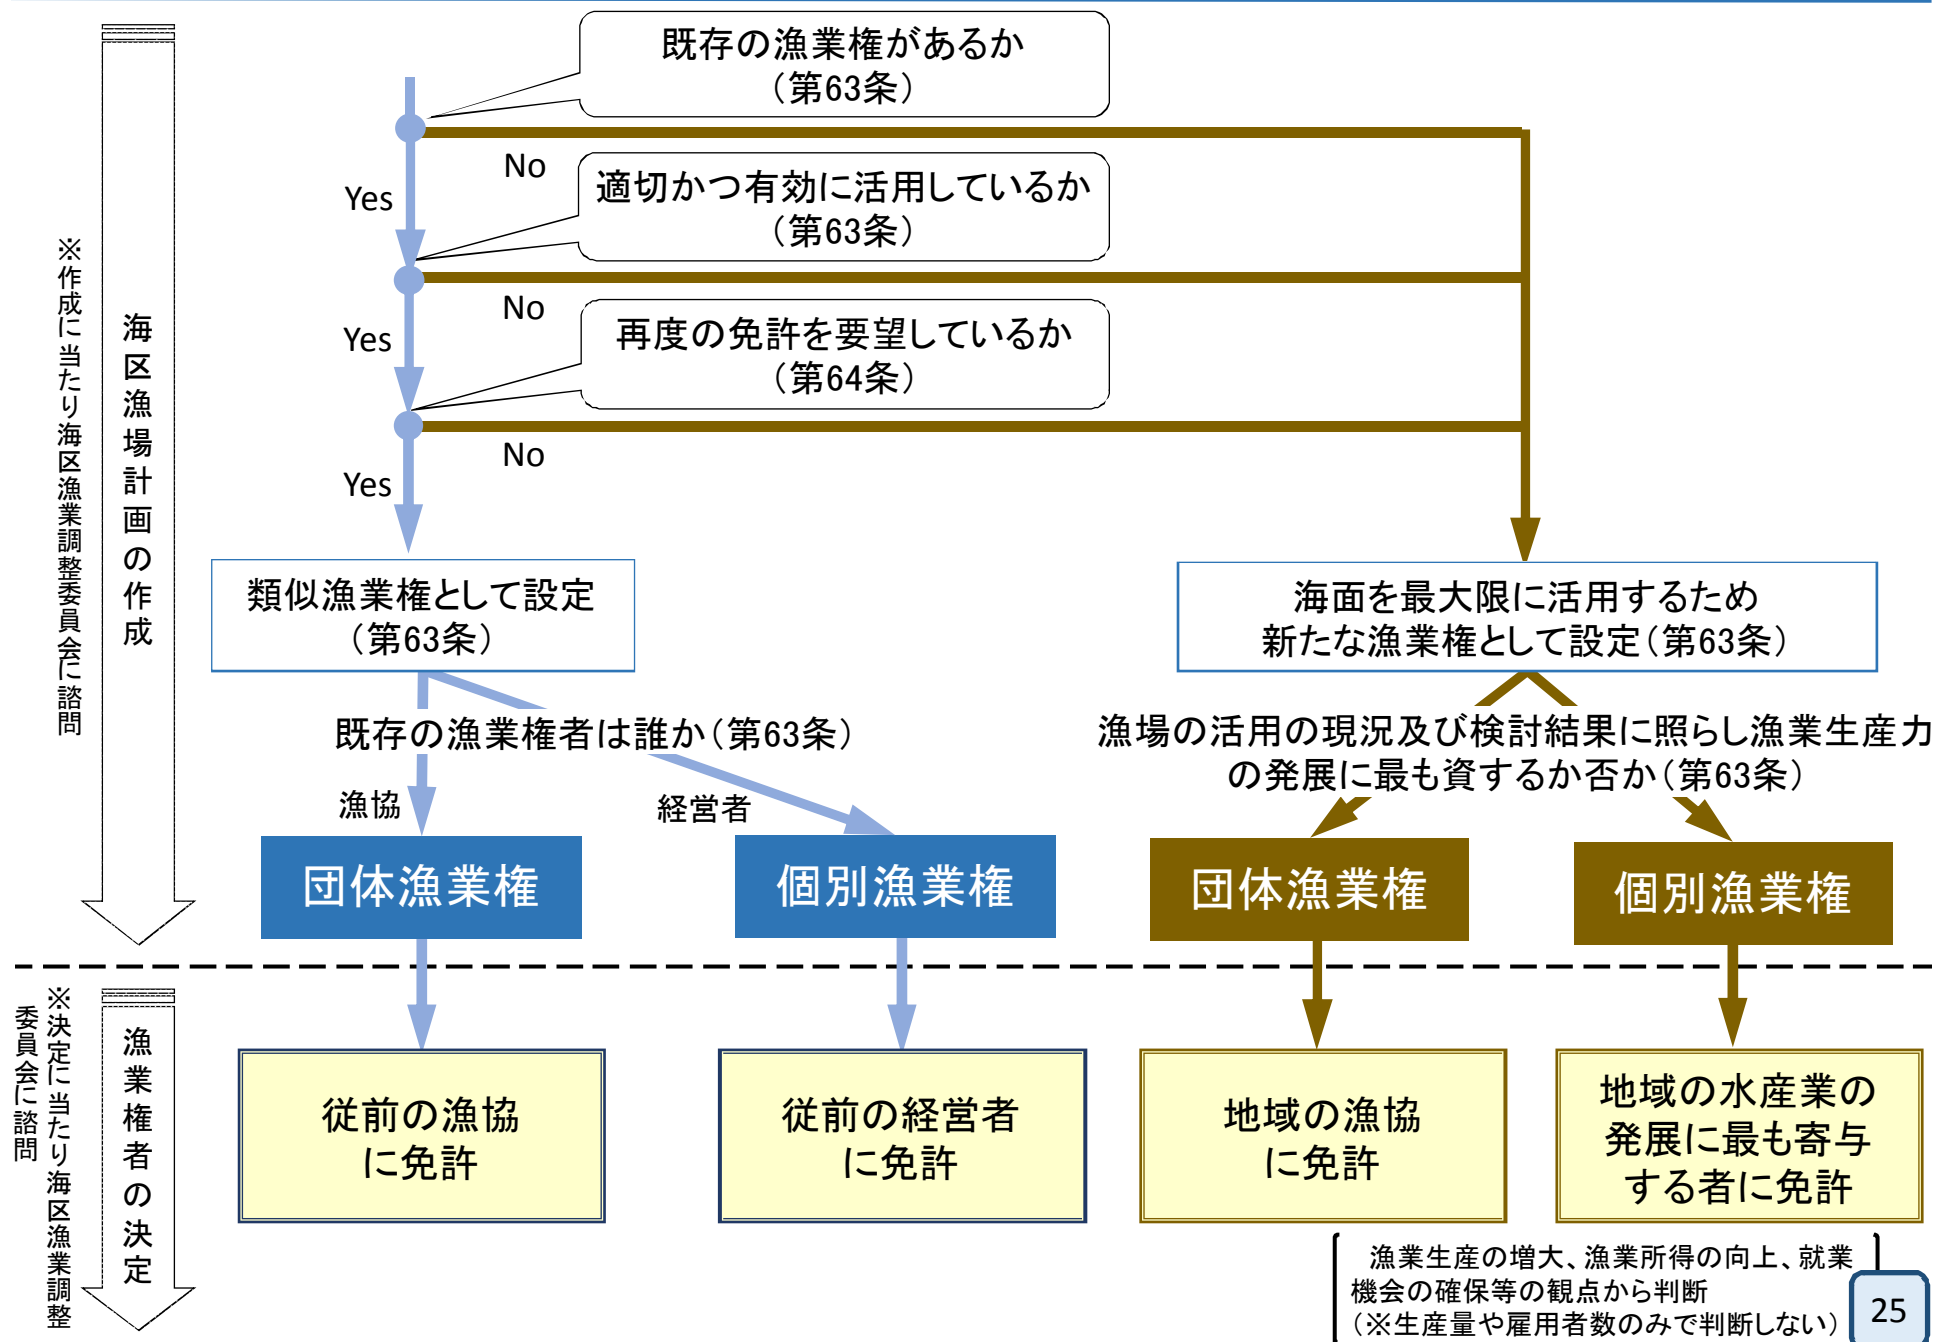 既存の漁業権があるか
(第63条)
No
Yes
適切かつ有効に活用しているか
(第63条)
No
Yes
再度の免許を要望しているか
(第64条)
No
Yes
海区漁場計画の作成
※作成に当たり海区漁業調整委員会に諮問
類似漁業権として設定
(第63条)
海面を最大限に活用するため
新たな漁業権として設定(第63条)
既存の漁業権者は誰か(第63条)
漁場の活用の現況及び検討結果に照らし漁業生産力
の発展に最も資するか否か(第63条)
漁協
経営者
団体漁業権
個別漁業権
団体漁業権
個別漁業権
漁業権者の決定
※決定に当たり海区漁業調整
委員会に諮問
従前の漁協
に免許
従前の経営者
に免許
地域の漁協
に免許
地域の水産業の
発展に最も寄与
する者に免許
漁業生産の増大、漁業所得の向上、就業
機会の確保等の観点から判断
(※生産量や雇用者数のみで判断しない)
25